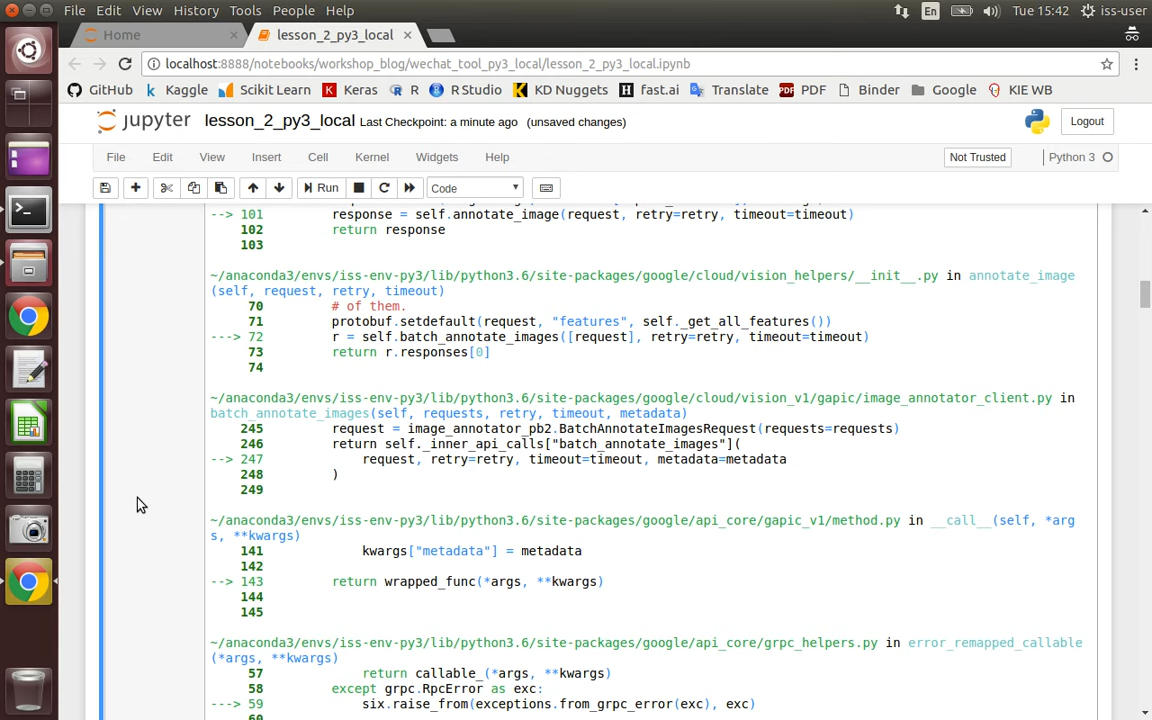 File Edit View History Tools People Help
En Tue 15:42 iss-user
Home lesson_2_py3_local
localhost:8888/notebooks/workshop_blog/wechat_tool_py3_local/lesson_2_py3_local.ipynb
GitHub Kaggle Scikit Learn Keras R R Studio KD Nuggets fast.ai Translate PDF Binder Google KIE WB
jupyter lesson_2_py3_local Last Checkpoint: a minute ago (unsaved changes) Logout
File Edit View Insert Cell Kernel Widgets Help Not Trusted Python 3
Run Code
--> 101 response = self.annotate_image(request, retry=retry, timeout=timeout)
102 return response
103
~/anaconda3/envs/iss-env-py3/lib/python3.6/site-packages/google/cloud/vision_helpers/__init__.py in annotate_image
(self, request, retry, timeout)
70 # of them.
71 protobuf.setdefault(request, "features", self._get_all_features())
---> 72 r = self.batch_annotate_images([request], retry=retry, timeout=timeout)
73 return r.responses[0]
74
~/anaconda3/envs/iss-env-py3/lib/python3.6/site-packages/google/cloud/vision_v1/gapic/image_annotator_client.py in
batch_annotate_images(self, requests, retry, timeout, metadata)
245 request = image_annotator_pb2.BatchAnnotateImagesRequest(requests=requests)
246 return self._inner_api_calls["batch_annotate_images"](
--> 247 request, retry=retry, timeout=timeout, metadata=metadata
248 )
249
~/anaconda3/envs/iss-env-py3/lib/python3.6/site-packages/google/api_core/gapic_v1/method.py in __call__(self, *arg
s, **kwargs)
141 kwargs["metadata"] = metadata
142
--> 143 return wrapped_func(*args, **kwargs)
144
145
~/anaconda3/envs/iss-env-py3/lib/python3.6/site-packages/google/api_core/grpc_helpers.py in error_remapped_callable
(*args, **kwargs)
57 return callable_(*args, **kwargs)
58 except grpc.RpcError as exc:
---> 59 six.raise_from(exceptions.from_grpc_error(exc), exc)
60